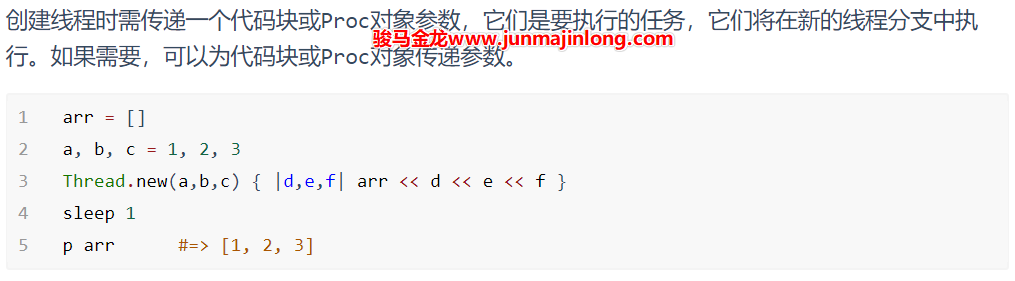 创建线程时需传递一个代码块或Proc对象参数，它们是要执行的任务，它们将在新的线程分支中执
骏马金龙www.junmajinlong.com
行。如果需要，可以为代码块或Proc对象传递参数。
1 arr = []
2 a, b, c = 1, 2, 3
3 Thread.new(a,b,c) { |d,e,f| arr << d << e << f }
4 sleep 1
5 p arr #=> [1, 2, 3]